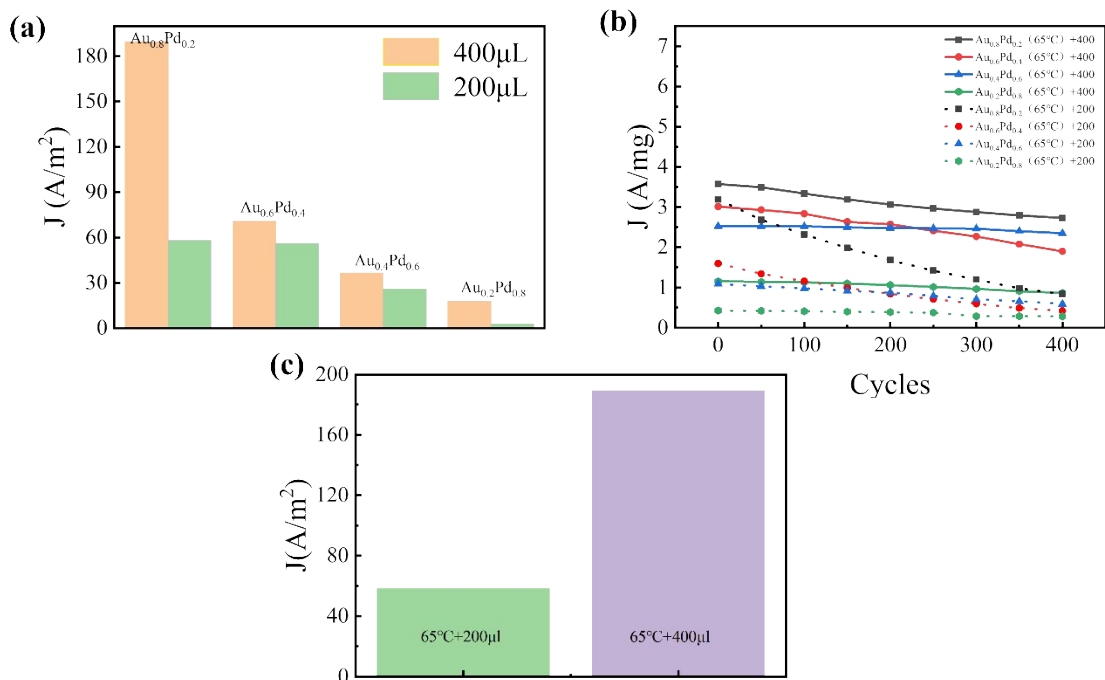 (a)
Au0.8Pd0.2
400μL
200μL
180
150
120
90
60
30
0
J (A/m2)
Au0.6Pd0.4
Au0.4Pd0.6
Au0.2Pd0.8
(b)
7
6
5
4
3
2
1
0
J (A/mg)
Au0.8Pd0.2 (65°C) +400
Au0.6Pd0.4 (65°C) +400
Au0.4Pd0.6 (65°C) +400
Au0.2Pd0.8 (65°C) +400
Au0.8Pd0.2 (65°C) +200
Au0.6Pd0.4 (65°C) +200
Au0.4Pd0.6 (65°C) +200
Au0.2Pd0.8 (65°C) +200
0 100 200 300 400
Cycles
(c)
200
160
120
80
40
0
J(A/m2)
65°C+200μl
65°C+400μl